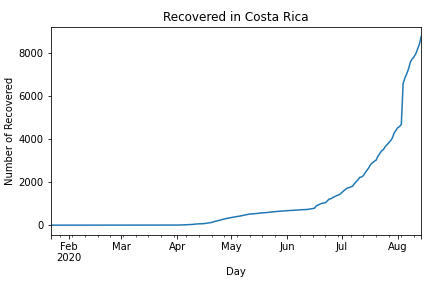 Recovered in Costa Rica
Number of Recovered
8000
6000
4000
2000
0
Feb Mar Apr May Jun Jul Aug
2020
Day